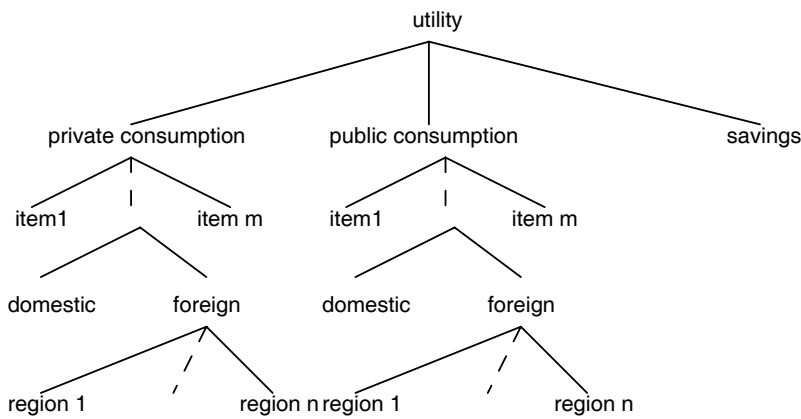 utility
private consumption public consumption savings
item1 item m item1 item m
domestic foreign domestic foreign
region 1 region n region 1 region n